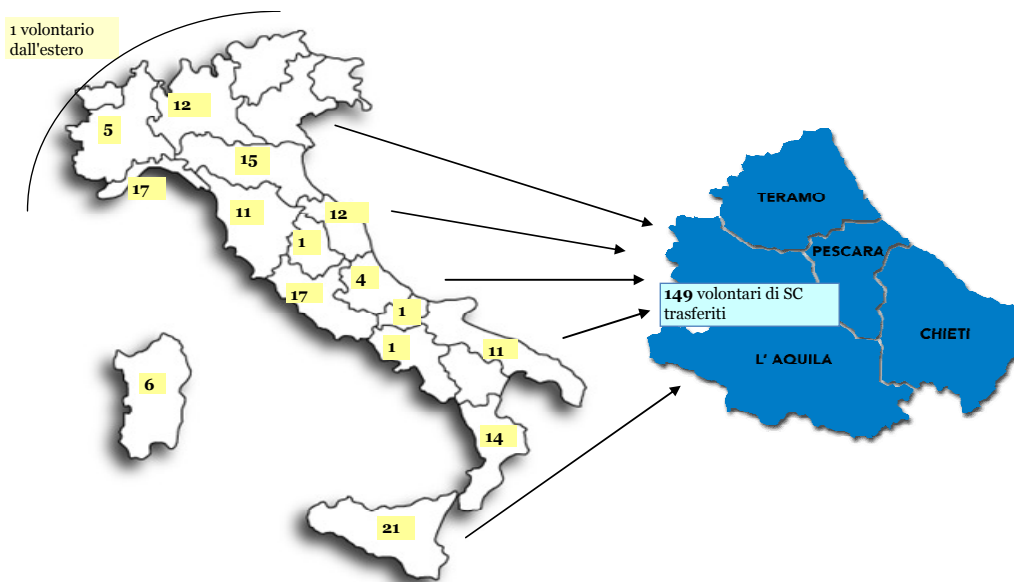 1 volontario
dall'estero
12
5
15
17
11
12
1
4
17
1
1
11
6
14
21
TERAMO
PESCARA
149 volontari di SC
trasferiti
CHIETI
L' AQUILA